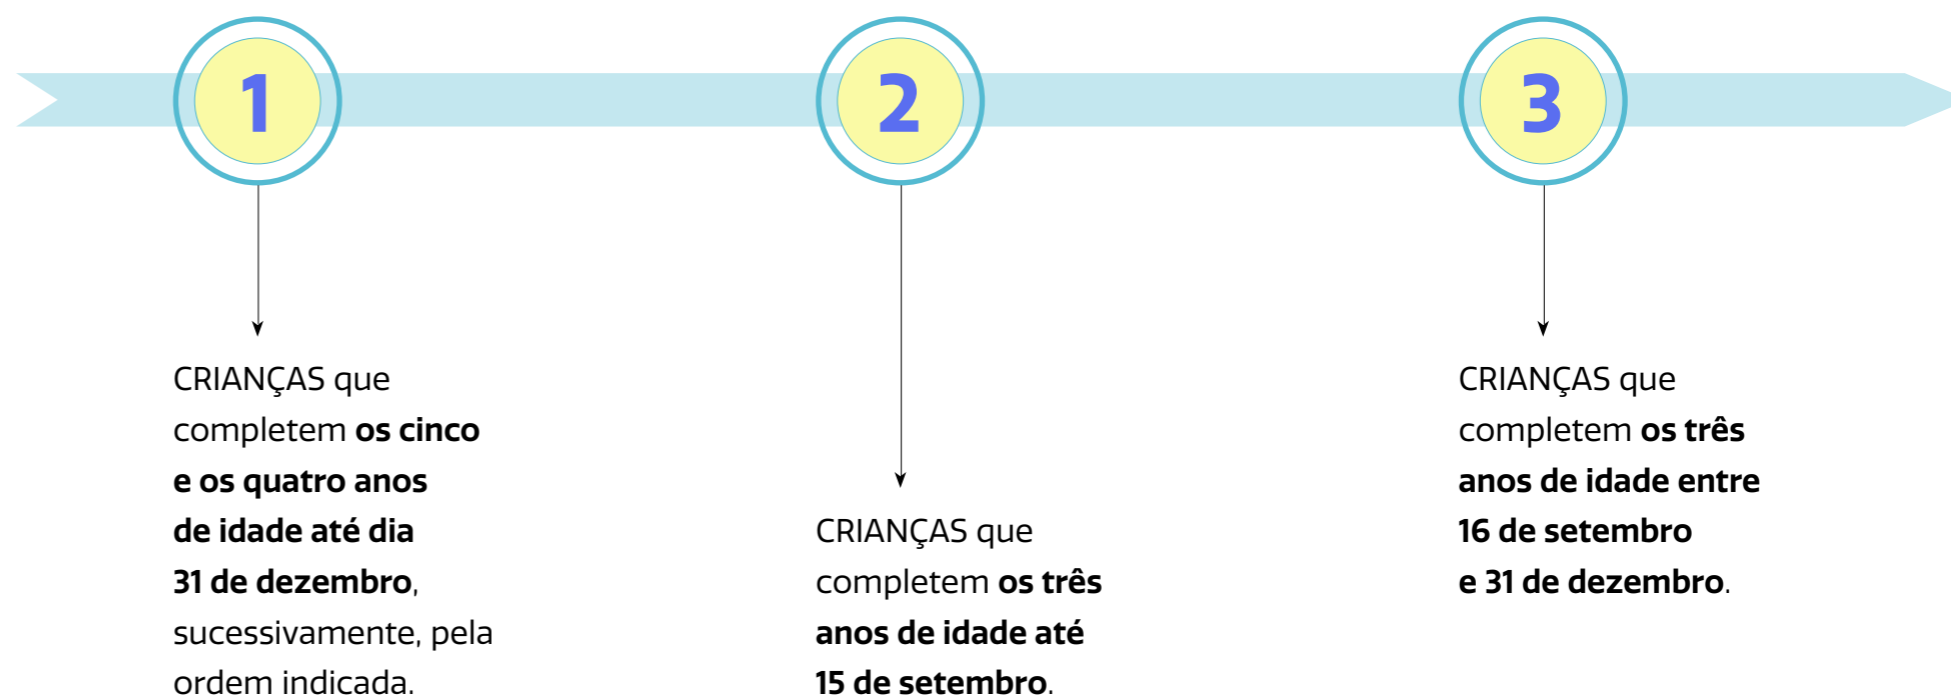 1
2
3
CRIANÇAS que
completem os cinco
e os quatro anos
de idade até dia
31 de dezembro,
sucessivamente, pela
ordem indicada.
CRIANÇAS que
completem os três
anos de idade até
15 de setembro.
CRIANÇAS que
completem os três
anos de idade entre
16 de setembro
e 31 de dezembro.